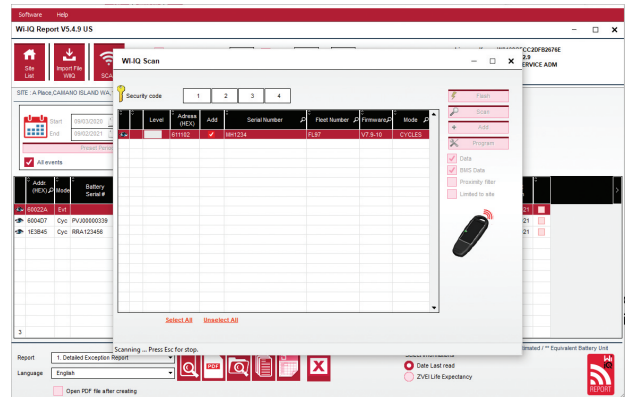 Software Help
Wi-IQ Report V5.4.9 US
Site List
Import File WIIQ
SCA
CC2DFB2676E
2.9
ERVICE ADM
SITE : A Place,CAMANO ISLAND WA,
Start 09/03/2020
End 09/02/2021
Preset Perio
All events
Addr. (HEX) Mode Battery Serial #
60022A Ext
6004D7 Cyc PVJ00000339
1E3B45 Cyc RRA123456
21
21
21
3
WI-IQ Scan
Security code 1 2 3 4
Level Adress (HEX) Add Serial Number Fleet Number Firmware Mode
611102 MH1234 FL97 V7.9-10 CYCLES
Flash
Scan
Add
Program
Data
BMS Data
Proximity filter
Limited to site
Select All Unselect All
Scanning ... Press Esc for stop.
timated / ** Equivalent Battery Unit
Report 1. Detailed Exception Report
Language English
Open PDF file after creating
PDF
X
Date Last read
ZVEI Life Expectancy
Wi
iQ
REPORT